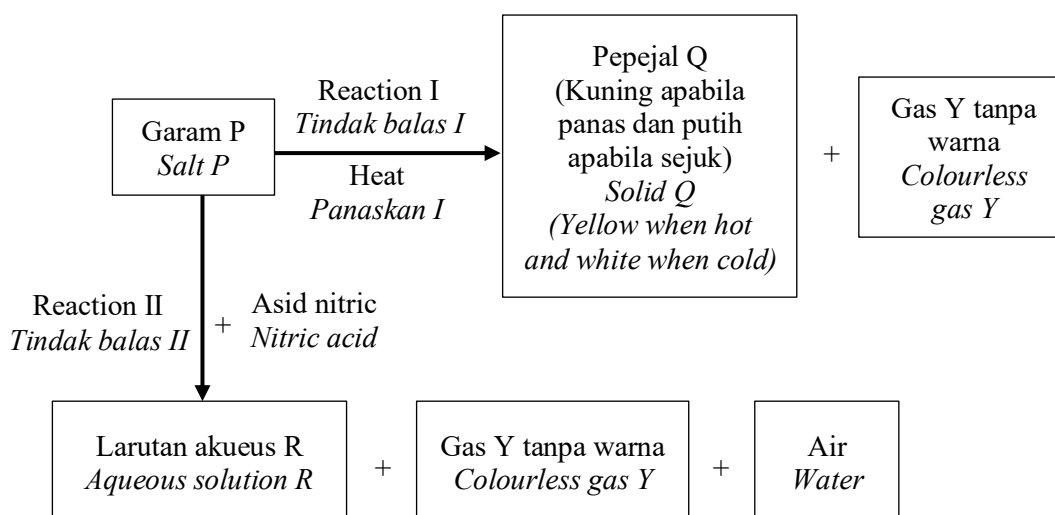 Garam P
Salt P
Reaction I
Tindak balas I
Heat
Panaskan I
Pepejal Q
(Kuning apabila
panas dan putih
apabila sejuk)
Solid Q
(Yellow when hot
and white when cold)
+
Gas Y tanpa
warna
Colourless
gas Y
Reaction II
Tindak balas II
+
Asid nitric
Nitric acid
Larutan akueus R
Aqueous solution R
+
Gas Y tanpa warna
Colourless gas Y
+
Air
Water